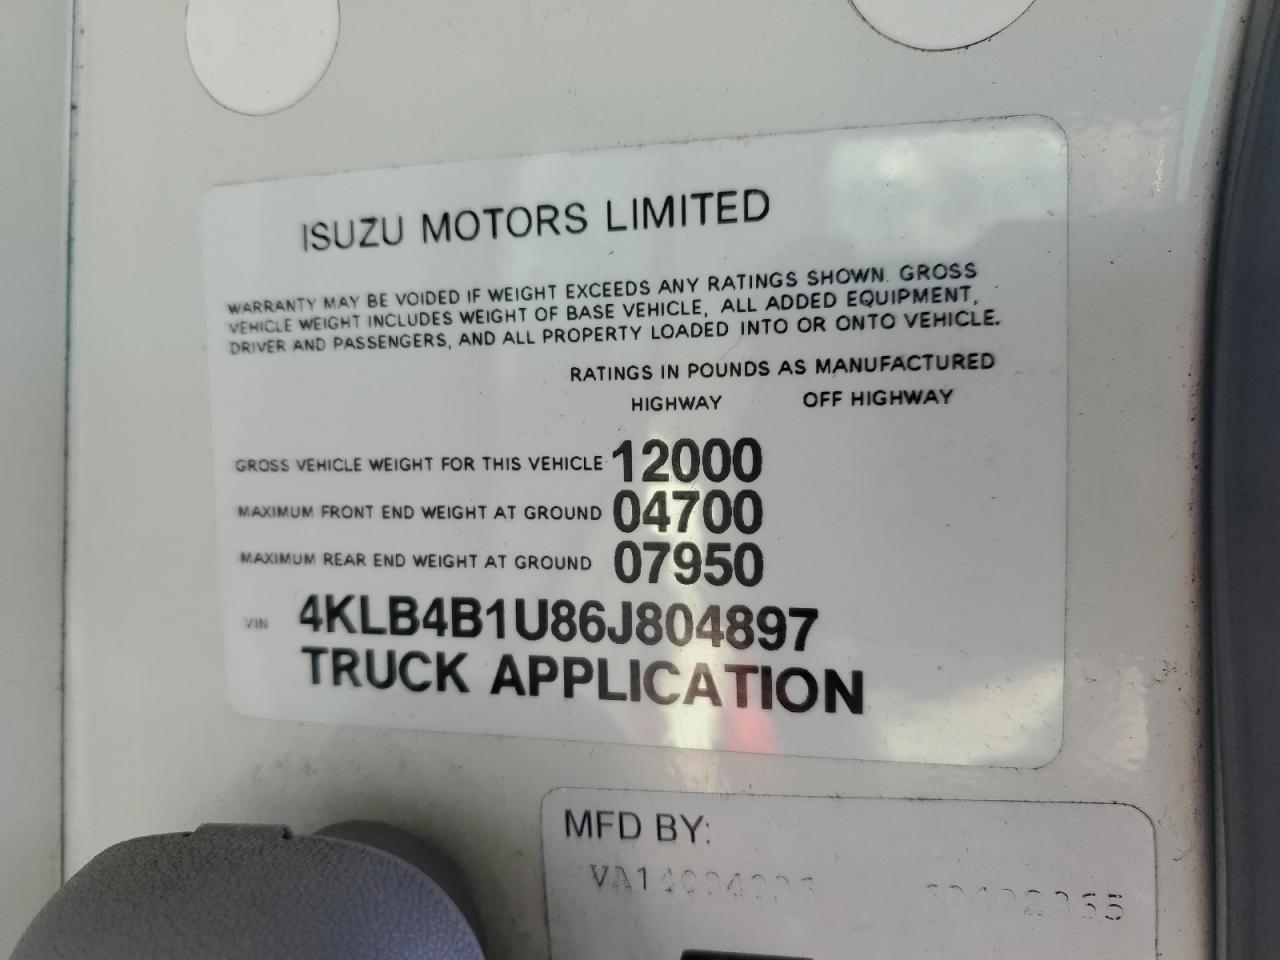 ISUZU MOTORS LIMITED
WARRANTY MAY BE VOIDED IF WEIGHT EXCEEDS ANY RATINGS SHOWN. GROSS
VEHICLE WEIGHT INCLUDES WEIGHT OF BASE VEHICLE, ALL ADDED EQUIPMENT,
DRIVER AND PASSENGERS, AND ALL PROPERTY LOADED INTO OR ONTO VEHICLE.
RATINGS IN POUNDS AS MANUFACTURED
HIGHWAY OFF HIGHWAY
GROSS VEHICLE WEIGHT FOR THIS VEHICLE 12000
MAXIMUM FRONT END WEIGHT AT GROUND 04700
MAXIMUM REAR END WEIGHT AT GROUND 07950
VIN 4KLB4B1U86J804897
TRUCK APPLICATION
MFD BY: